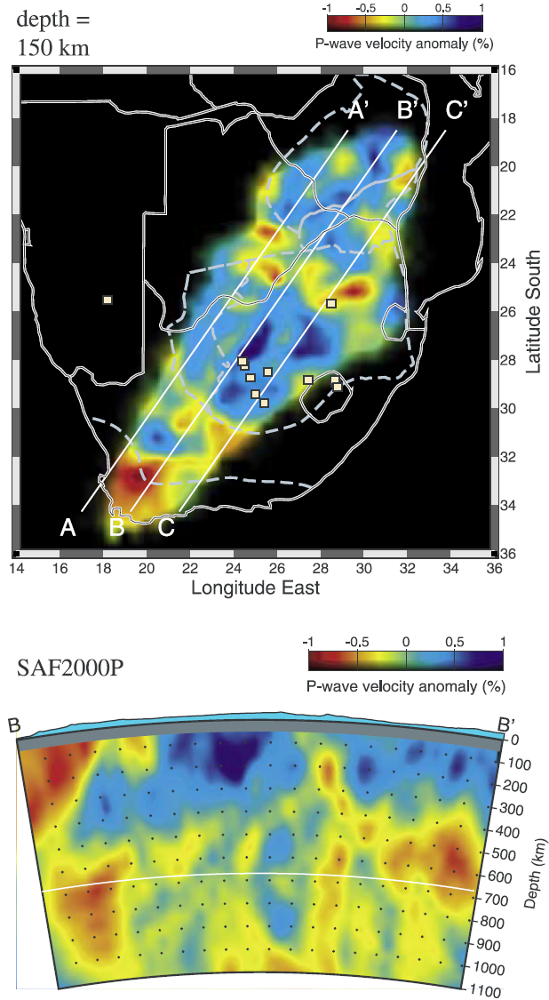 depth =
150 km
-1 -0.5 0 0.5 1
P-wave velocity anomaly (%)
16
A' B' C'
18
20
22
24
26
28
30
32
34
36
Latitude South
A B C
14 16 18 20 22 24 26 28 30 32 34 36
Longitude East
SAF2000P
-1 -0.5 0 0.5 1
P-wave velocity anomaly (%)
B B'
0
100
200
300
400
500
600
700
800
900
1000
1100
Depth (km)